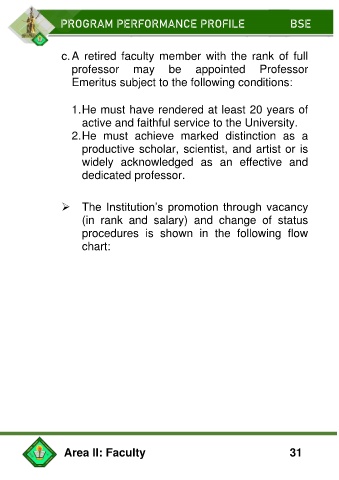 PROGRAM PERFORMANCE PROFILE BSE
c. A retired faculty member with the rank of full
professor may be appointed Professor
Emeritus subject to the following conditions:
1.He must have rendered at least 20 years of
active and faithful service to the University.
2.He must achieve marked distinction as a
productive scholar, scientist, and artist or is
widely acknowledged as an effective and
dedicated professor.
➢ The Institution's promotion through vacancy
(in rank and salary) and change of status
procedures is shown in the following flow
chart:
Area II: Faculty 31